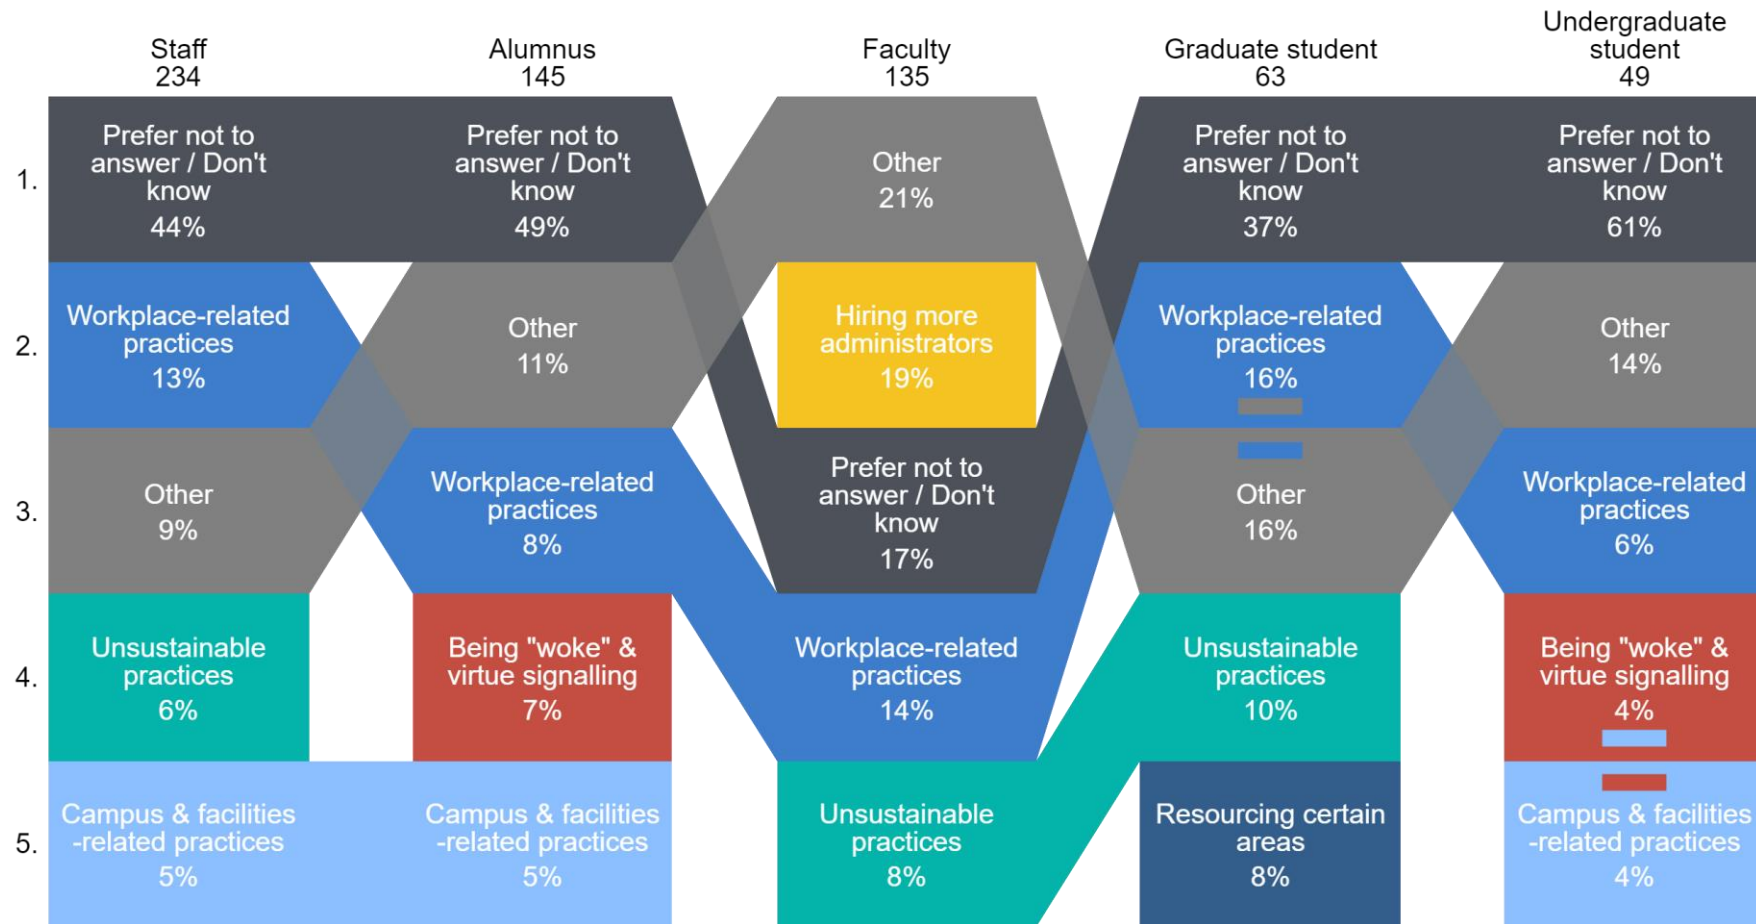 Staff
234
Alumnus
145
Faculty
135
Graduate student
63
Undergraduate
student
49
1.
Prefer not to
answer / Don't
know
44%
Prefer not to
answer / Don't
know
49%
Other
21%
Prefer not to
answer / Don't
know
37%
Prefer not to
answer / Don't
know
61%
2.
Workplace-related
practices
13%
Other
11%
Hiring more
administrators
19%
Workplace-related
practices
16%
Other
14%
3.
Other
9%
Workplace-related
practices
8%
Prefer not to
answer / Don't
know
17%
Other
16%
Workplace-related
practices
6%
4.
Unsustainable
practices
6%
Being "woke" &
virtue signalling
7%
Workplace-related
practices
14%
Unsustainable
practices
10%
Being "woke" &
virtue signalling
4%
5.
Campus & facilities
-related practices
5%
Campus & facilities
-related practices
5%
Unsustainable
practices
8%
Resourcing certain
areas
8%
Campus & facilities
-related practices
4%